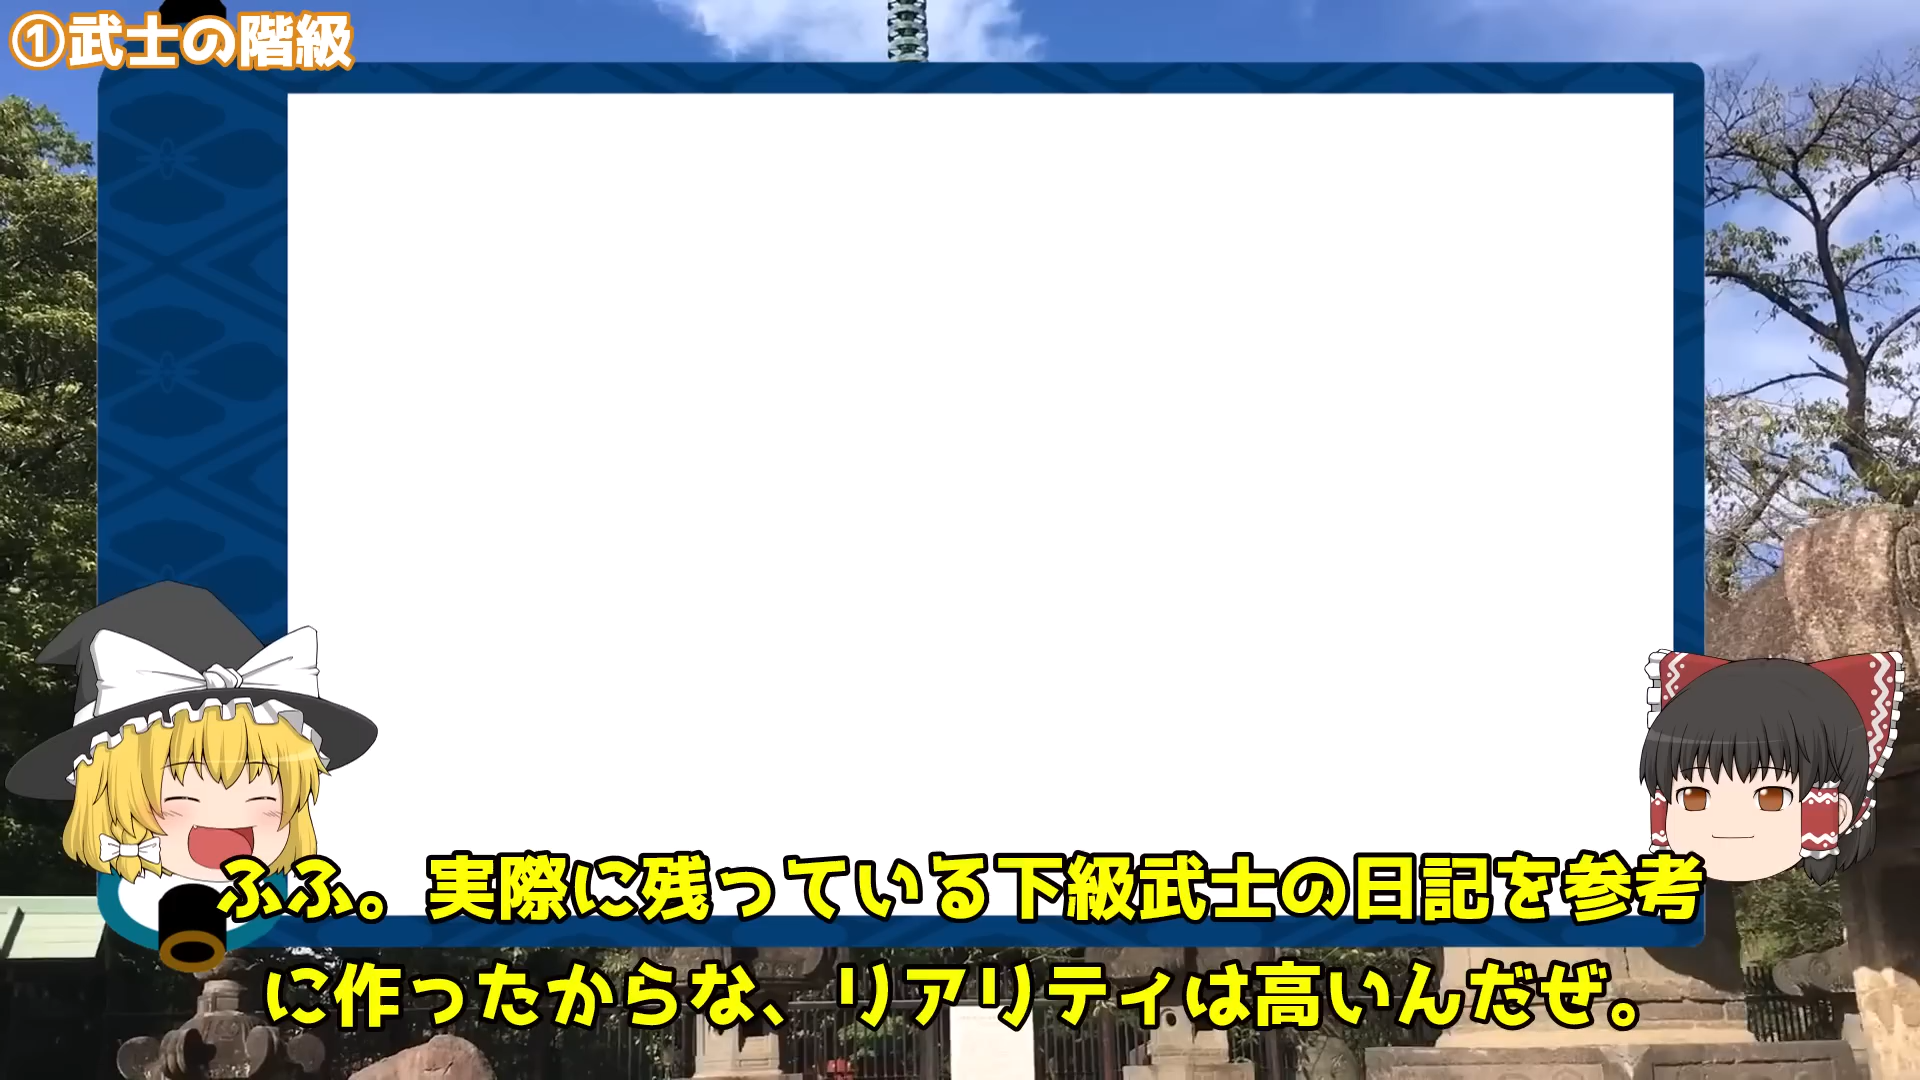 ①武士の階級
ふふ。実際に残っている下級武士の日記を参考
に作ったからな、リアリティは高いんだぜ。